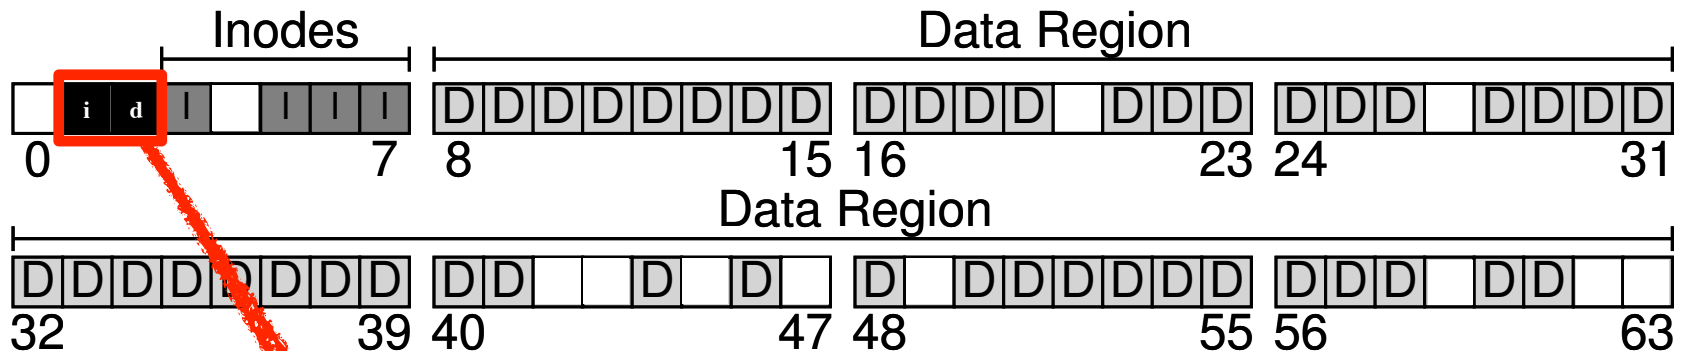 Inodes Data Region
i d I I I I D D D D D D D D D D D D D D D D D D D D D D
0 7 8 15 16 23 24 31
Data Region
D D D D D D D D D D D D D D D D D D D D D D D D
32 39 40 47 48 55 56 63